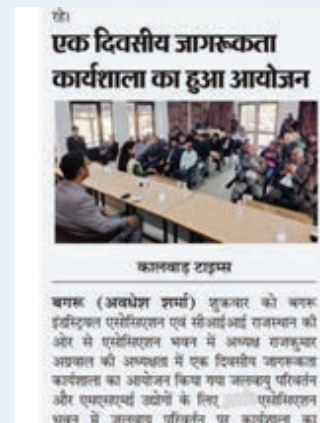 रहे।
एक दिवसीय जागरूकता
कार्यशाला का हुआ आयोजन
कालवाड़ टाइम्स
बगरू (अवधेश शर्मा) शुक्रवार को बगरू
इंडस्ट्रियल एसोसिएशन एवं सीआईआई राजस्थान की
ओर से एसोसिएशन भवन में अध्यक्ष राजकुमार
अग्रवाल की अध्यक्षता में एक दिवसीय जागरूकता
कार्यशाला का आयोजन किया गया जलवायु परिवर्तन
और एमएसएमई उद्योगों के लिए एसोसिएशन
भवन में जलवायु परिवर्तन पर कार्यशाला का